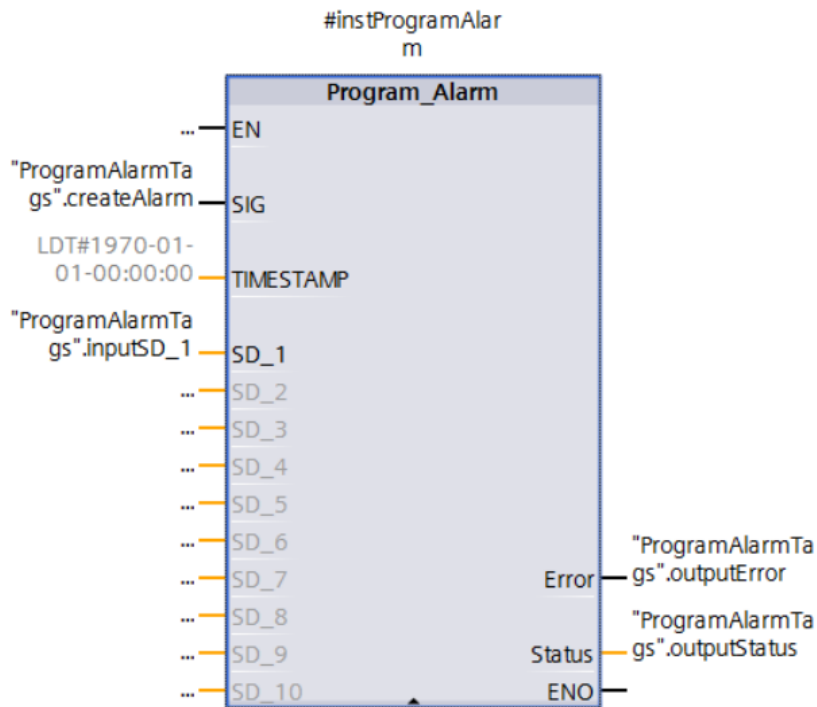 #instProgramAlar
m
Program_Alarm
... EN
"ProgramAlarmTa
gs".createAlarm SIG
LDT#1970-01-
01-00:00:00 TIMESTAMP
"ProgramAlarmTa
gs".inputSD_1 SD_1
... SD_2
... SD_3
... SD_4
... SD_5
... SD_6
"ProgramAlarmTa
... SD_7 Error gs".outputError
... SD_8 "ProgramAlarmTa
... SD_9 Status gs".outputStatus
... SD_10 ENO